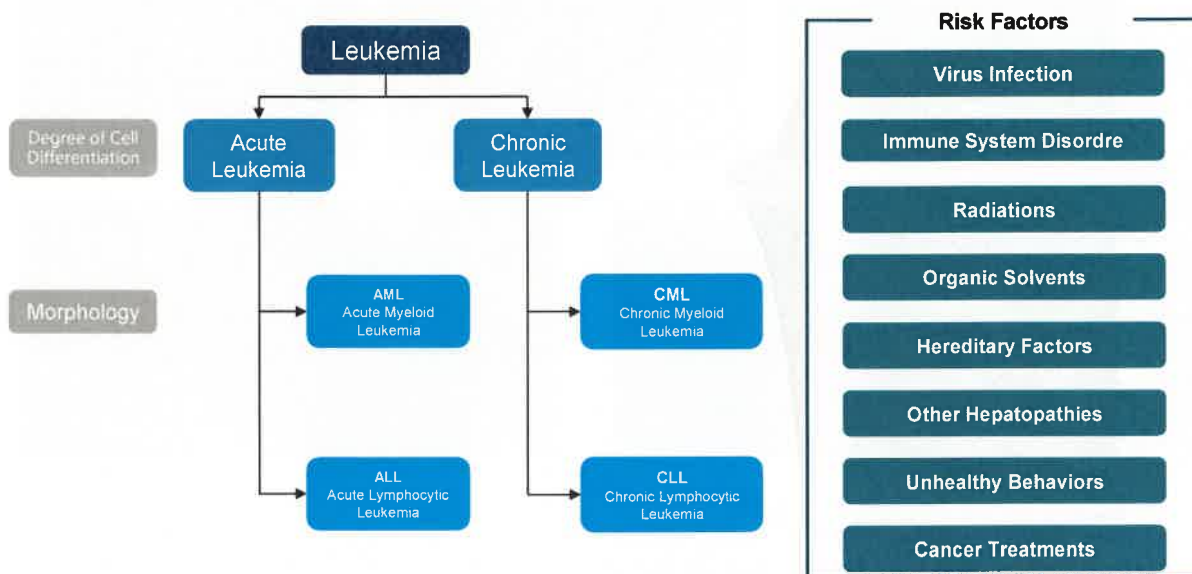 Leukemia
Degree of Cell
Differentiation
Acute
Leukemia
Chronic
Leukemia
Morphology
AML
Acute Myeloid
Leukemia
CML
Chronic Myeloid
Leukemia
ALL
Acute Lymphocytic
Leukemia
CLL
Chronic Lymphocytic
Leukemia
Risk Factors
Virus Infection
Immune System Disordre
Radiations
Organic Solvents
Hereditary Factors
Other Hepatopathies
Unhealthy Behaviors
Cancer Treatments